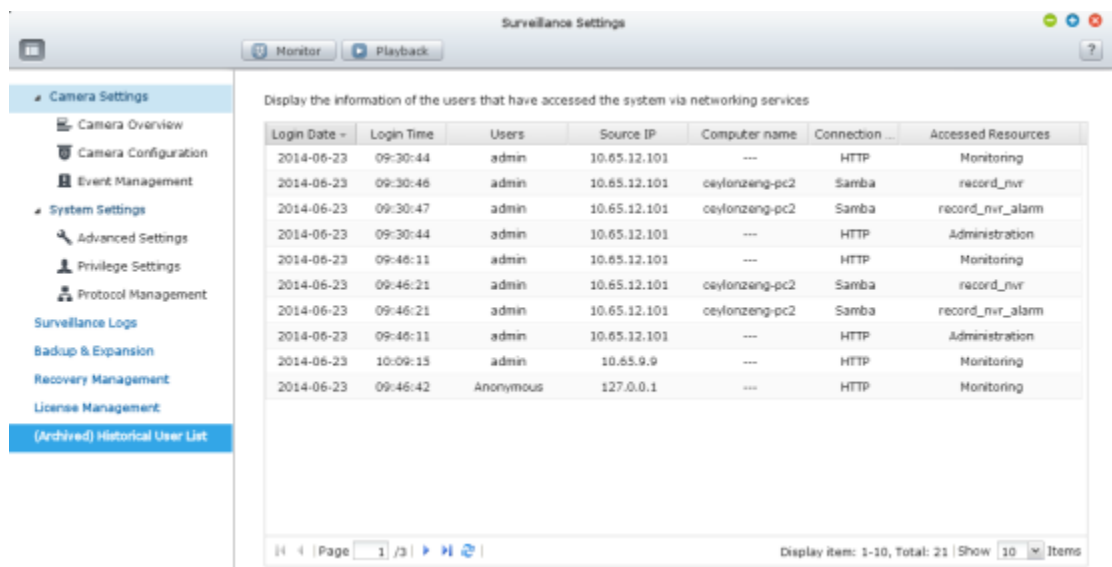 Surveillance Settings
Monitor Playback ?
Camera Settings
Camera Overview
Camera Configuration
Event Management
System Settings
Advanced Settings
Privilege Settings
Protocol Management
Surveillance Logs
Backup & Expansion
Recovery Management
License Management
(Archived) Historical User List
Display the information of the users that have accessed the system via networking services
Login Date Login Time Users Source IP Computer name Connection ... Accessed Resources
2014-06-23 09:30:44 admin 10.65.12.101 --- HTTP Monitoring
2014-06-23 09:30:46 admin 10.65.12.101 ceylonzeng-pc2 Samba record_nvr
2014-06-23 09:30:47 admin 10.65.12.101 ceylonzeng-pc2 Samba record_nvr_alarm
2014-06-23 09:30:44 admin 10.65.12.101 --- HTTP Administration
2014-06-23 09:46:11 admin 10.65.12.101 --- HTTP Monitoring
2014-06-23 09:46:21 admin 10.65.12.101 ceylonzeng-pc2 Samba record_nvr
2014-06-23 09:46:21 admin 10.65.12.101 ceylonzeng-pc2 Samba record_nvr_alarm
2014-06-23 09:46:11 admin 10.65.12.101 --- HTTP Administration
2014-06-23 10:09:15 admin 10.65.9.9 --- HTTP Monitoring
2014-06-23 09:46:42 Anonymous 127.0.0.1 --- HTTP Monitoring
Page 1 /3 Display item: 1-10, Total: 21 Show 10 Items